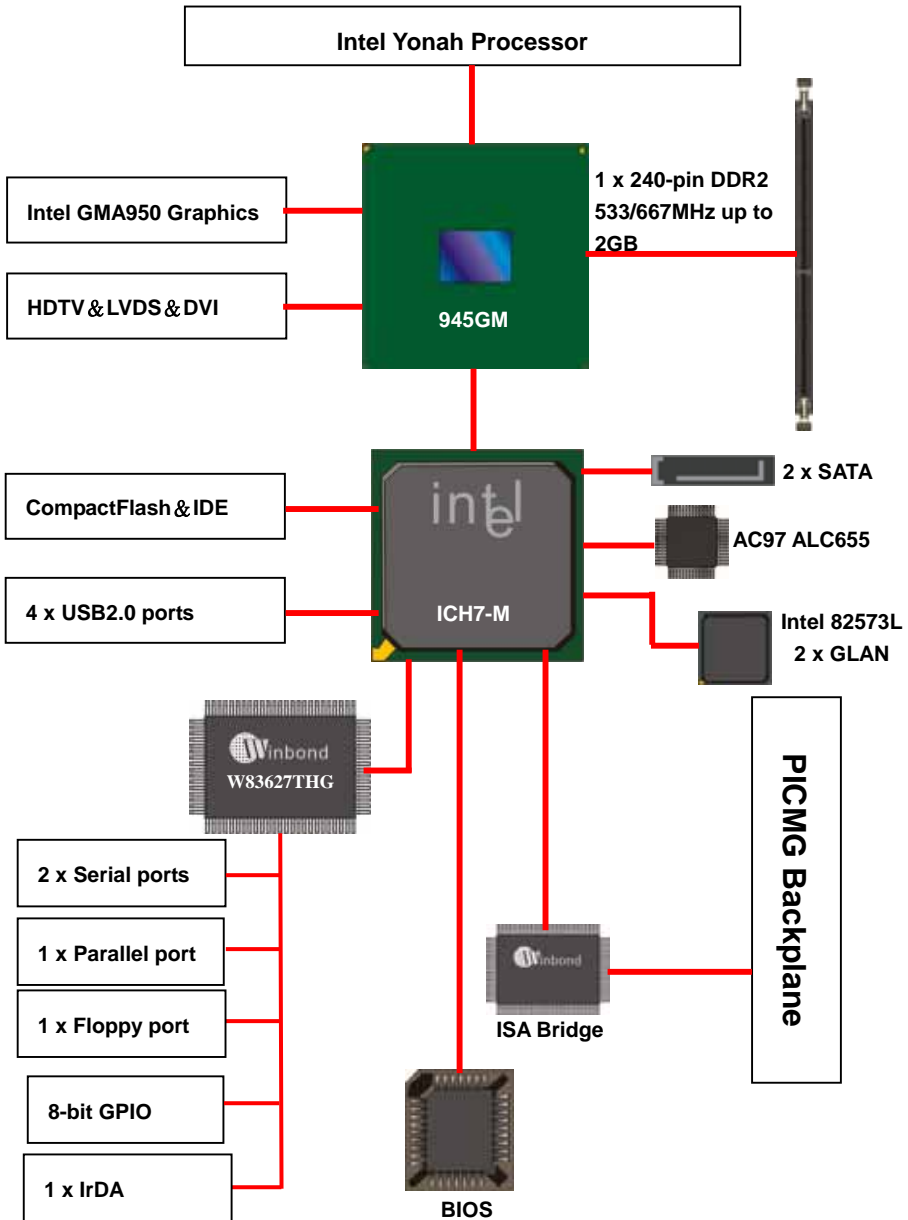 Intel Yonah Processor
1 x 240-pin DDR2
533/667MHz up to
2GB
Intel GMA950 Graphics
HDTV&LVDS&DVI
945GM
CompactFlash&IDE
intel
2 x SATA
AC97 ALC655
4 x USB2.0 ports
ICH7-M
Intel 82573L
2 x GLAN
Winbond
W83627THG
PICMG Backplane
2 x Serial ports
1 x Parallel port
Winbond
1 x Floppy port
ISA Bridge
8-bit GPIO
1 x IrDA
BIOS